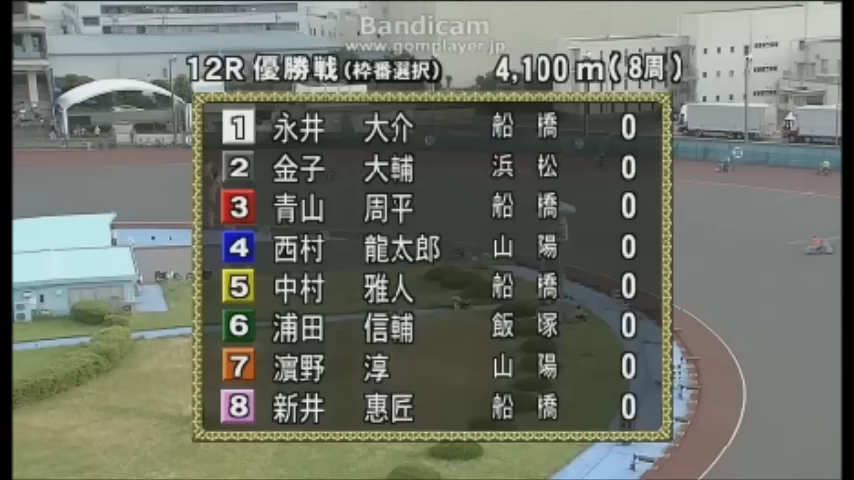 Bandicam
www.gomplayer.jp
12R 優勝戦(枠番選択) 4,100m(8周)
1 永井 大介 船橋 0
2 金子 大輔 浜松 0
3 青山 周平 船橋 0
4 西村 龍太郎 山陽 0
5 中村 雅人 船橋 0
6 浦田 信輔 飯塚 0
7 濱野 淳 山陽 0
8 新井 惠匠 船橋 0